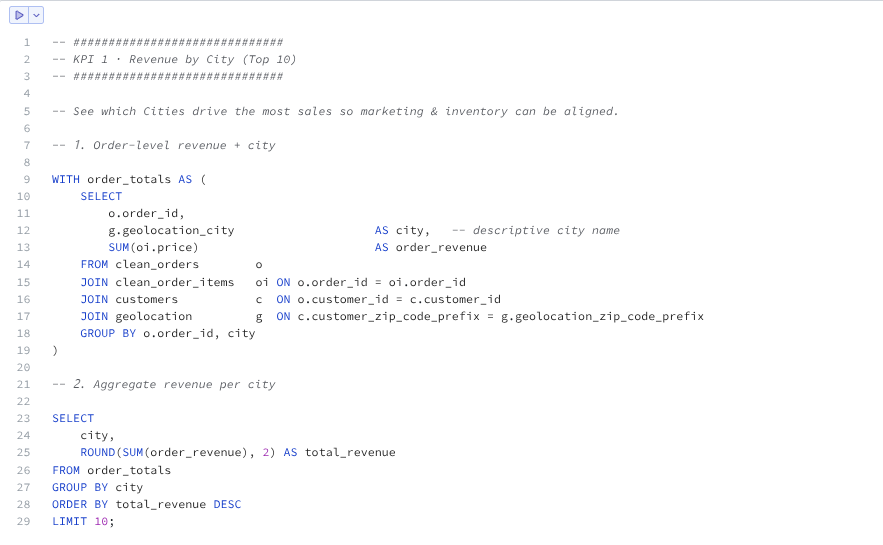 1 -- ##############################
2 -- KPI 1 · Revenue by City (Top 10)
3 -- ##############################
4
5 -- See which Cities drive the most sales so marketing & inventory can be aligned.
6
7 -- 1. Order-level revenue + city
8
9 WITH order_totals AS (
10 SELECT
11 o.order_id,
12 g.geolocation_city AS city, -- descriptive city name
13 SUM(oi.price) AS order_revenue
14 FROM clean_orders o
15 JOIN clean_order_items oi ON o.order_id = oi.order_id
16 JOIN customers c ON o.customer_id = c.customer_id
17 JOIN geolocation g ON c.customer_zip_code_prefix = g.geolocation_zip_code_prefix
18 GROUP BY o.order_id, city
19 )
20
21 -- 2. Aggregate revenue per city
22
23 SELECT
24 city,
25 ROUND(SUM(order_revenue), 2) AS total_revenue
26 FROM order_totals
27 GROUP BY city
28 ORDER BY total_revenue DESC
29 LIMIT 10;